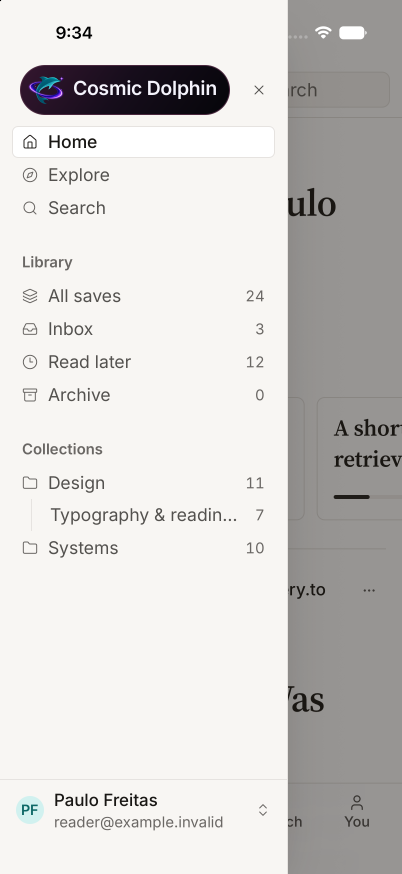 9:34
Cosmic Dolphin
arch
Home
Explore
Search
ulo
Library
All saves 24
Inbox 3
Read later 12
Archive 0
A shor
retriev
Collections
Design 11
Typography & readin... 7
Systems 10
ry.to
Vas
Paulo Freitas
reader@example.invalid
PF
ch
You